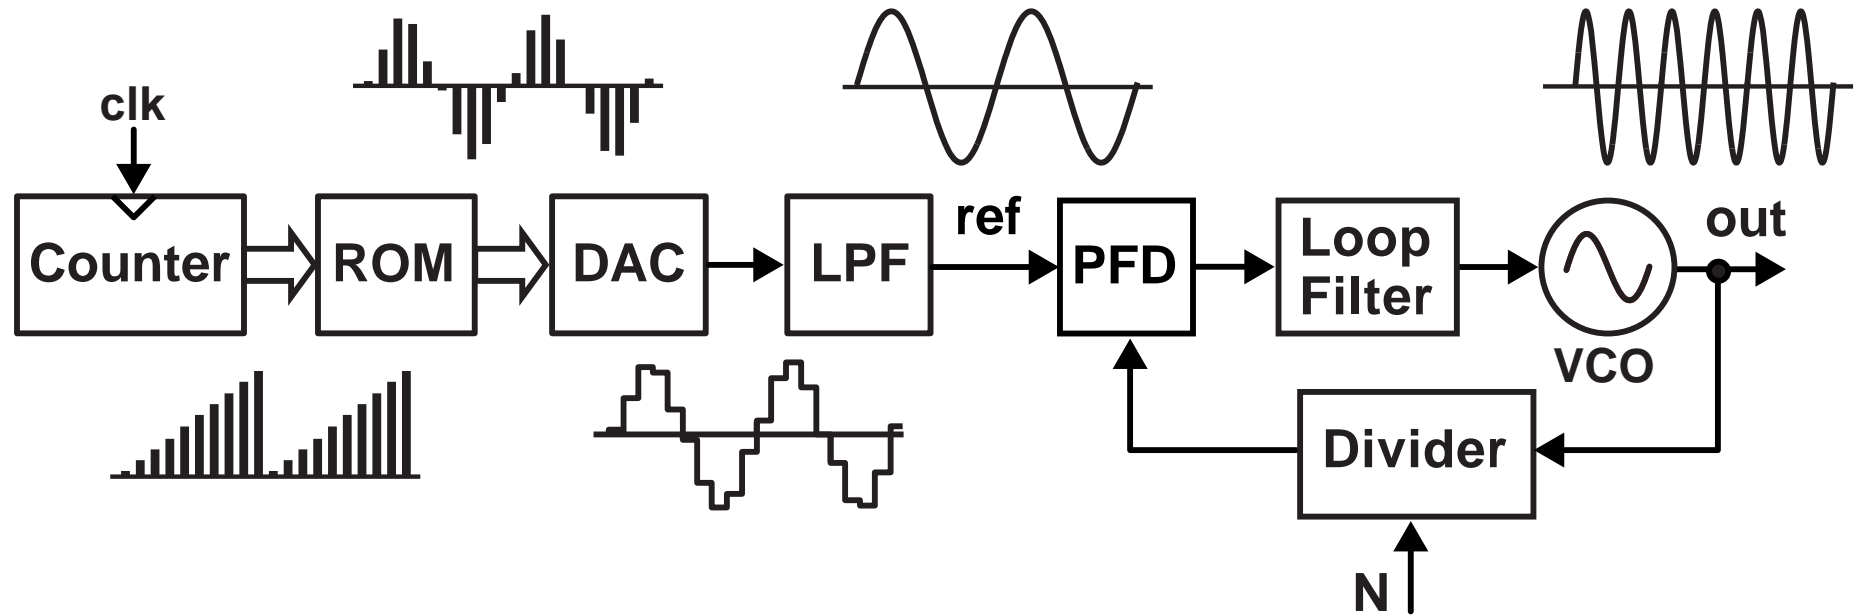 clk
Counter
ROM
DAC
LPF
ref
PFD
Loop
Filter
VCO
out
Divider
N